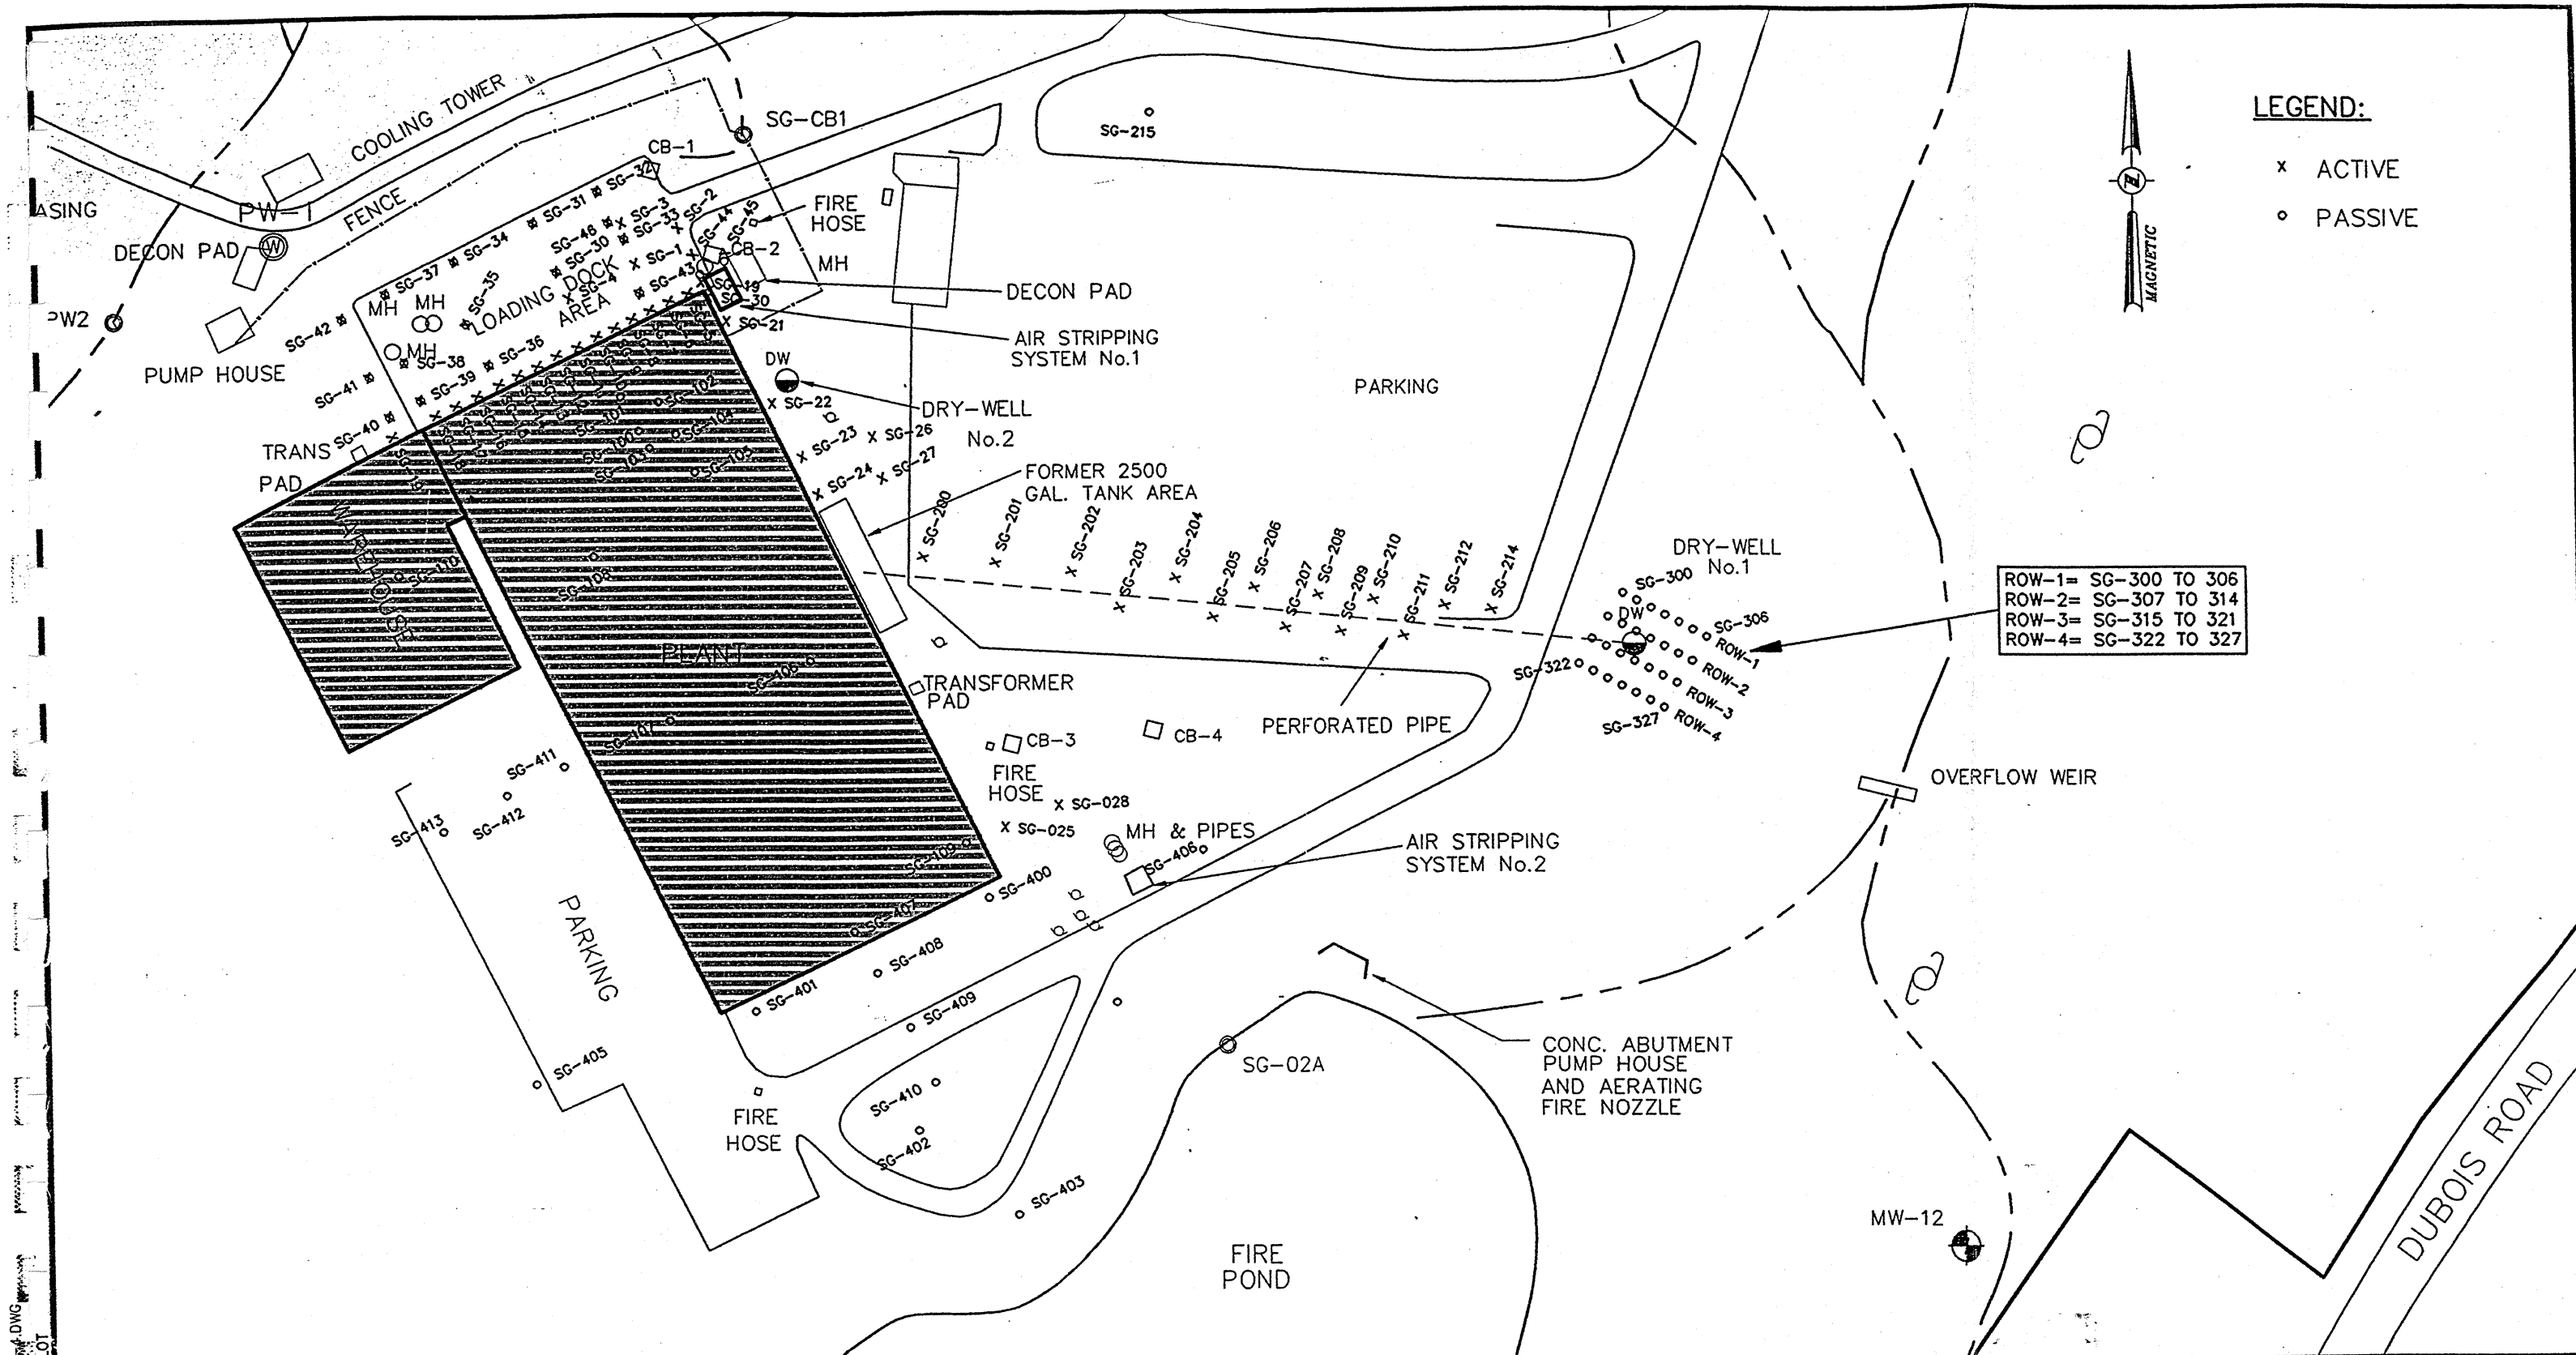 COOLING TOWER
SG-CB1
CB-1
SG-215
LEGEND:
x ACTIVE
o PASSIVE
MAGNETIC
ASING
PW-1
FENCE
DECON PAD
W
PW2
PUMP HOUSE
SG-32
SG-31
SG-3
SG-2
SG-34
SG-48
SG-33
SG-44
SG-45
FIRE
HOSE
SG-30
SG-1
CB-2
MH
SG-37
SG-35
LOADING DOCK
AREA
SG-4
SG-43
SG-19
SG-30
DECON PAD
MH
MH
SG-42
SG-21
AIR STRIPPING
SYSTEM No.1
MH
SG-38
SG-36
SG-41
SG-39
DW
SG-22
DRY-WELL
No.2
SG-40
TRANS
PAD
SG-19
SG-18
SG-102
SG-101
SG-104
SG-100
SG-103
SG-105
SG-23
SG-26
SG-24
SG-27
PARKING
FORMER 2500
GAL. TANK AREA
WAREHOUSE
SG-110
SG-108
SG-200
SG-201
SG-202
SG-203
SG-204
SG-205
SG-206
SG-207
SG-208
SG-209
SG-210
SG-211
SG-212
SG-214
DRY-WELL
No.1
SG-300
DW
SG-306
ROW-1
ROW-2
ROW-3
ROW-4
SG-322
SG-327
ROW-1= SG-300 TO 306
ROW-2= SG-307 TO 314
ROW-3= SG-315 TO 321
ROW-4= SG-322 TO 327
PLANT
SG-106
SG-107
TRANSFORMER
PAD
PERFORATED PIPE
CB-3
CB-4
FIRE
HOSE
SG-028
SG-025
MH & PIPES
SG-406
AIR STRIPPING
SYSTEM No.2
OVERFLOW WEIR
SG-411
SG-412
SG-413
SG-109
SG-400
SG-407
SG-408
SG-401
SG-409
PARKING
SG-405
SG-410
SG-402
SG-403
FIRE
HOSE
SG-02A
CONC. ABUTMENT
PUMP HOUSE
AND AERATING
FIRE NOZZLE
FIRE
POND
MW-12
DUBOIS ROAD
.DWG
LOT